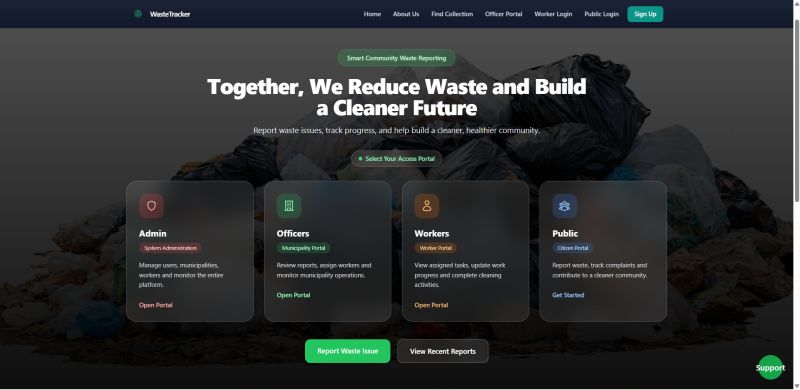 WasteTracker
Home About Us Find Collection Officer Portal Worker Login Public Login Sign Up
Smart Community Waste Reporting
Together, We Reduce Waste and Build
a Cleaner Future
Report waste issues, track progress, and help build a cleaner, healthier community.
Select Your Access Portal
Admin
System Administration
Manage users, municipalities,
workers and monitor the entire
platform.
Open Portal
Officers
Municipality Portal
Review reports, assign workers and
monitor municipality operations.
Open Portal
Workers
Worker Portal
View assigned tasks, update work
progress and complete cleaning
activities.
Open Portal
Public
Citizen Portal
Report waste, track complaints and
contribute to a cleaner community.
Get Started
Report Waste Issue
View Recent Reports
Support